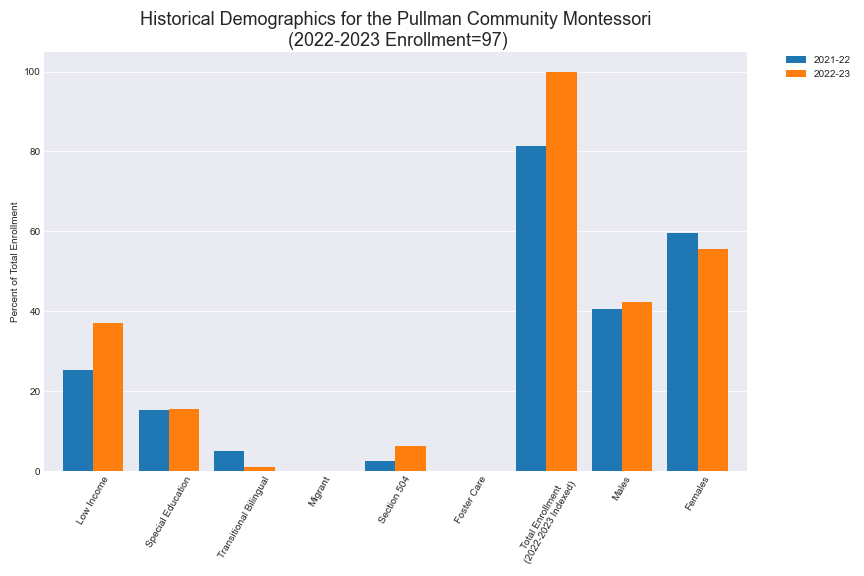 Historical Demographics for the Pullman Community Montessori
(2022-2023 Enrollment=97)
2021-22
2022-23
Percent of Total Enrollment
100
80
60
40
20
0
Low Income
Special Education
Transitional Bilingual
Migrant
Section 504
Foster Care
Total Enrollment
(2022-2023 Indexed)
Males
Females